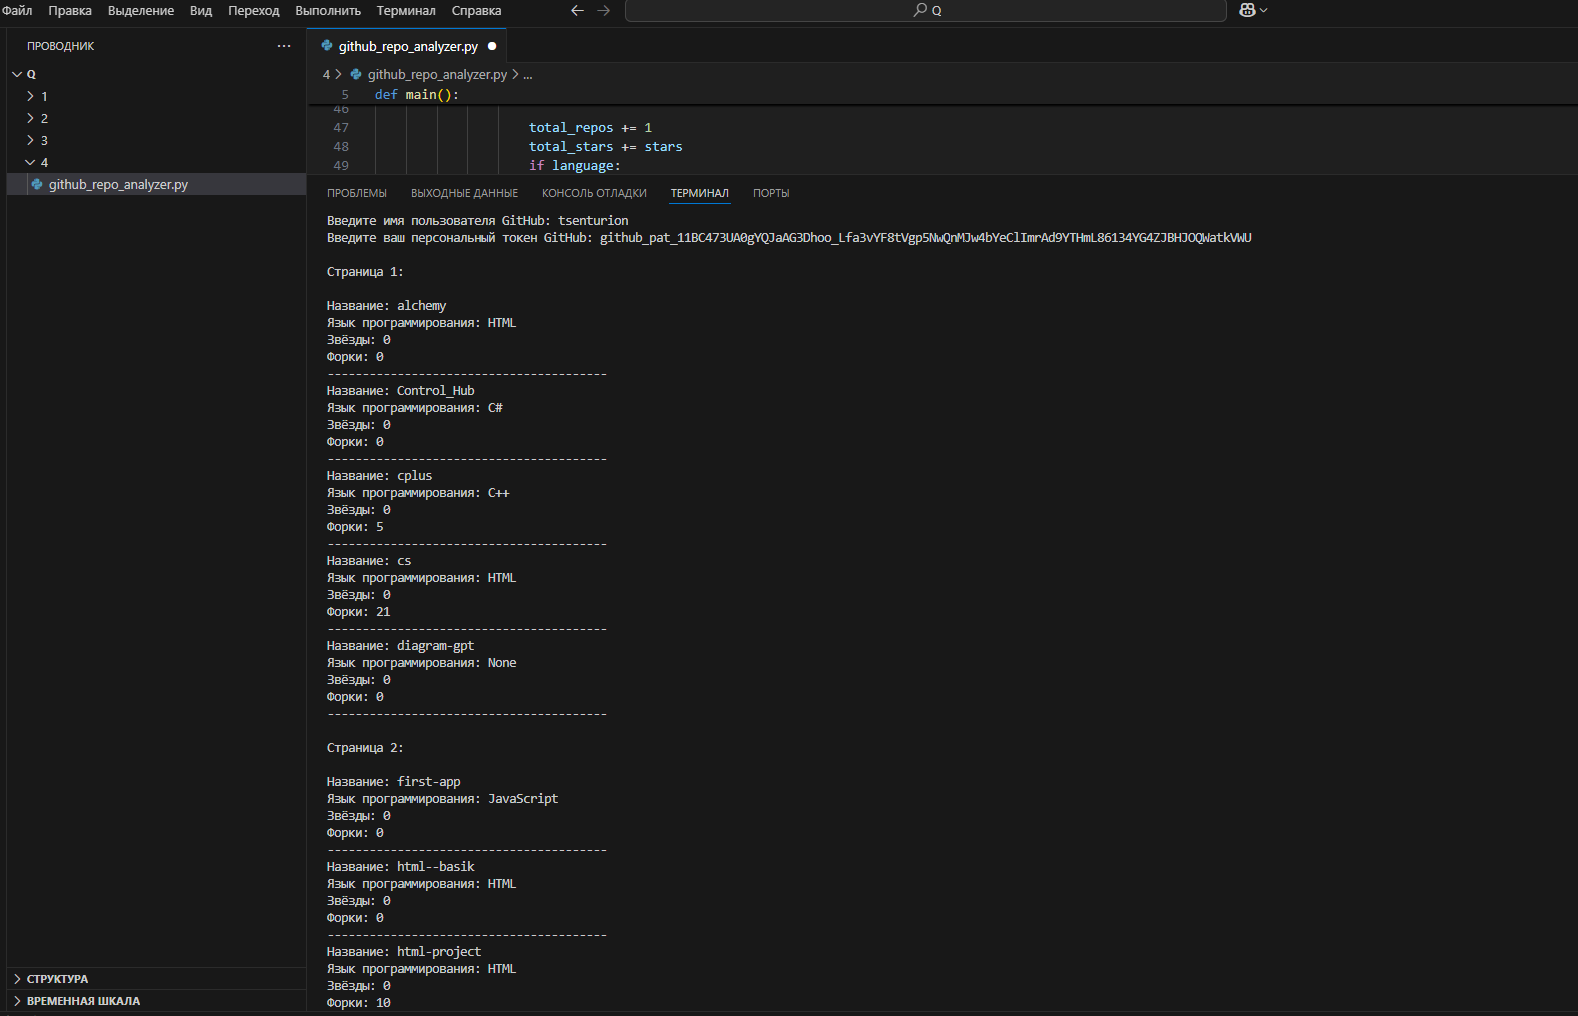 Файл Правка Выделение Вид Переход Выполнить Терминал Справка
Q
ПРОВОДНИК
Q
1
2
3
4
github_repo_analyzer.py
СТРУКТУРА
ВРЕМЕННАЯ ШКАЛА
github_repo_analyzer.py
4 > github_repo_analyzer.py > ...
5 def main():
46
47 total_repos += 1
48 total_stars += stars
49 if language:
ПРОБЛЕМЫ ВЫХОДНЫЕ ДАННЫЕ КОНСОЛЬ ОТЛАДКИ ТЕРМИНАЛ ПОРТЫ
Введите имя пользователя GitHub: tsenturion
Введите ваш персональный токен GitHub: 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
Страница 1:
Название: alchemy
Язык программирования: HTML
Звёзды: 0
Форки: 0
----------------------------------------
Название: Control_Hub
Язык программирования: C#
Звёзды: 0
Форки: 0
----------------------------------------
Название: cplus
Язык программирования: C++
Звёзды: 0
Форки: 5
----------------------------------------
Название: cs
Язык программирования: HTML
Звёзды: 0
Форки: 21
----------------------------------------
Название: diagram-gpt
Язык программирования: None
Звёзды: 0
Форки: 0
----------------------------------------
Страница 2:
Название: first-app
Язык программирования: JavaScript
Звёзды: 0
Форки: 0
----------------------------------------
Название: html--basik
Язык программирования: HTML
Звёзды: 0
Форки: 0
----------------------------------------
Название: html-project
Язык программирования: HTML
Звёзды: 0
Форки: 10